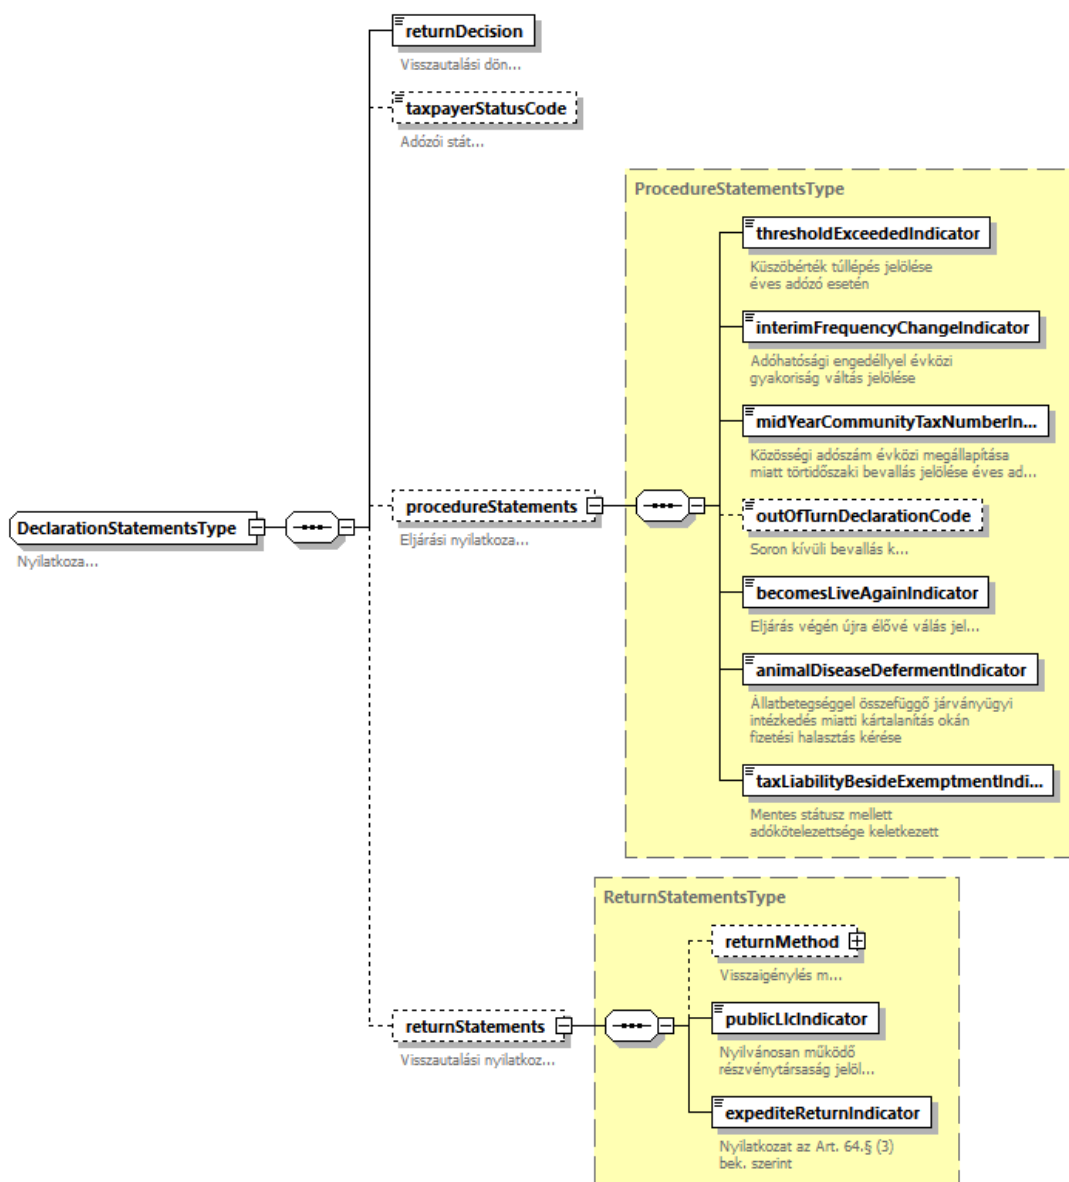 returnDecision
Visszautalási dön...
taxpayerStatusCode
Adózói stát...
ProcedureStatementsType
thresholdExceededIndicator
Küszöbérték túllépés jelölése
éves adózó esetén
interimFrequencyChangeIndicator
Adóhatósági engedéllyel évközi
gyakoriság váltás jelölése
midYearCommunityTaxNumberIn...
Közösségi adószám évközi megállapítása
miatt törtidőszaki bevallás jelölése éves ad...
procedureStatements
Eljárási nyilatkoza...
outOfTurnDeclarationCode
Soron kívüli bevallás k...
DeclarationStatementsType
Nyilatkoza...
becomesLiveAgainIndicator
Eljárás végén újra élővé válás jel...
animalDiseaseDefermentIndicator
Állatbetegséggel összefüggő járványügyi
intézkedés miatti kártalanítás okán
fizetési halasztás kérése
taxLiabilityBesideExemptmentIndi...
Mentes státusz mellett
adókötelezettsége keletkezett
ReturnStatementsType
returnMethod
Visszaigénylés m...
returnStatements
Visszautalási nyilatkoz...
publicLlcIndicator
Nyilvánosan működő
részvénytársaság jelöl...
expediteReturnIndicator
Nyilatkozat az Art. 64.§ (3)
bek. szerint